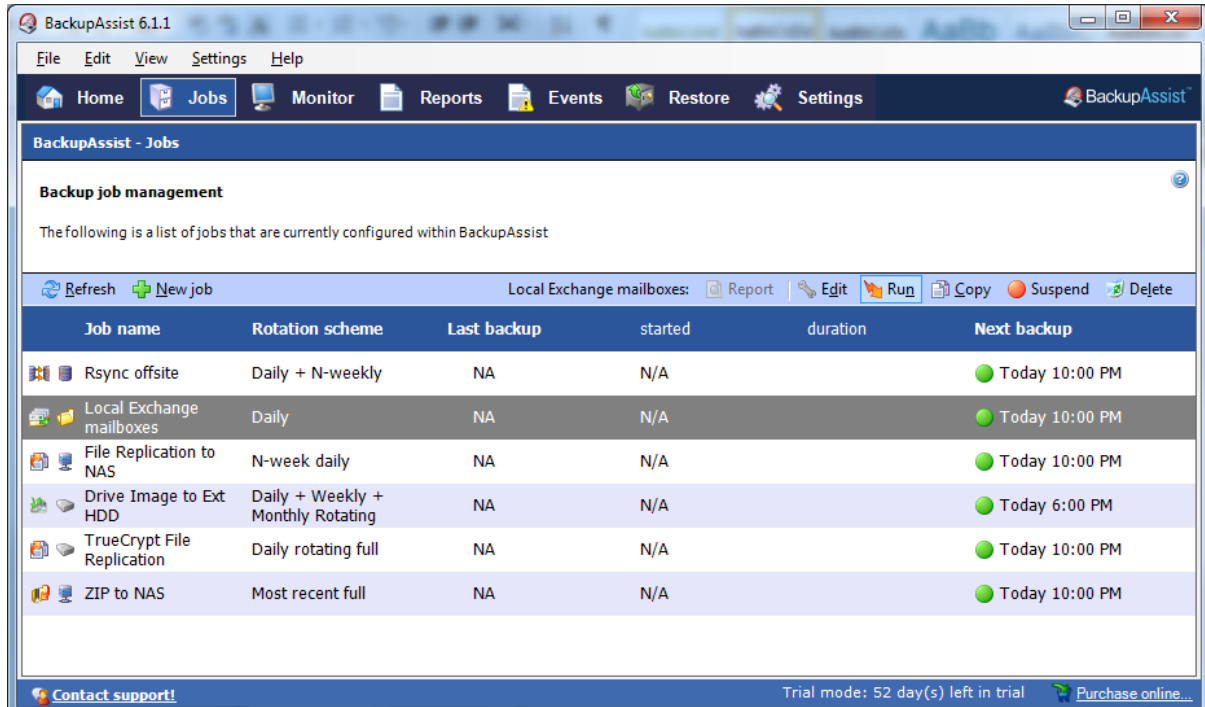 BackupAssist 6.1.1
File Edit View Settings Help
Home Jobs Monitor Reports Events Restore Settings BackupAssist™
BackupAssist - Jobs
Backup job management
The following is a list of jobs that are currently configured within BackupAssist
Refresh New job Local Exchange mailboxes: Report Edit Run Copy Suspend Delete
Job name Rotation scheme Last backup started duration Next backup
Rsync offsite Daily + N-weekly NA N/A Today 10:00 PM
Local Exchange
mailboxes Daily NA N/A Today 10:00 PM
File Replication to
NAS N-week daily NA N/A Today 10:00 PM
Drive Image to Ext Daily + Weekly +
HDD Monthly Rotating NA N/A Today 6:00 PM
TrueCrypt File
Replication Daily rotating full NA N/A Today 10:00 PM
ZIP to NAS Most recent full NA N/A Today 10:00 PM
Contact support! Trial mode: 52 day(s) left in trial Purchase online...